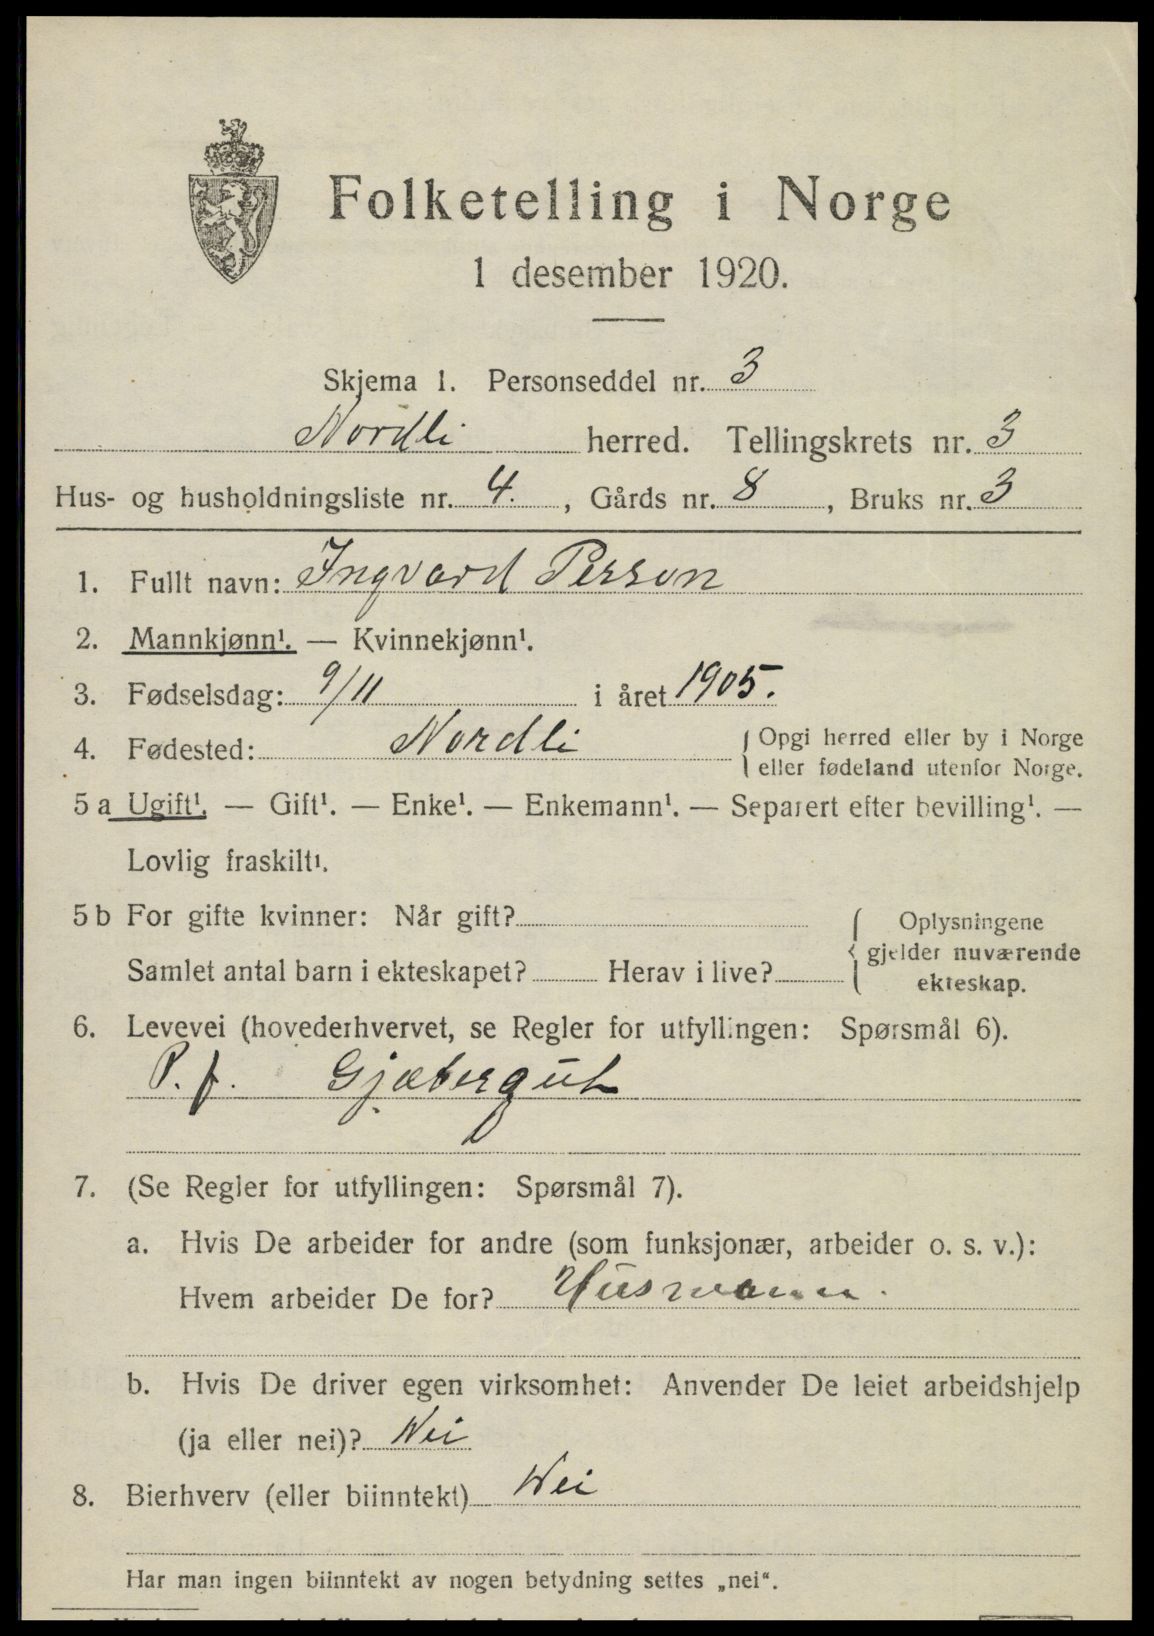 Folketelling i Norge
1 desember 1920.
Skjema 1. Personseddel nr. 3
Nordli herred. Tellingskrets nr. 3
Hus- og husholdningsliste nr. 4. , Gårds nr. 8 , Bruks nr. 3
1. Fullt navn: Ingvard Person
2. Mannkjønn¹. — Kvinnekjønn¹.
3. Fødselsdag: 9/11 i året 1905.
4. Fødested: Nordli { Opgi herred eller by i Norge
eller fødeland utenfor Norge.
5 a Ugift¹. — Gift¹. — Enke¹. — Enkemann¹. — Separert efter bevilling¹. —
Lovlig fraskilt¹.
5 b For gifte kvinner: Når gift?
Samlet antal barn i ekteskapet? Herav i live?
{ Oplysningene
gjelder nuværende
ekteskap.
6. Levevei (hovederhvervet, se Regler for utfyllingen: Spørsmål 6).
P. f. Gjætergut
7. (Se Regler for utfyllingen: Spørsmål 7).
a. Hvis De arbeider for andre (som funksjonær, arbeider o. s. v.):
Hvem arbeider De for? Husmann.
b. Hvis De driver egen virksomhet: Anvender De leiet arbeidshjelp
(ja eller nei)? Nei
8. Bierhverv (eller biinntekt) Nei
Har man ingen biinntekt av nogen betydning settes „nei“.